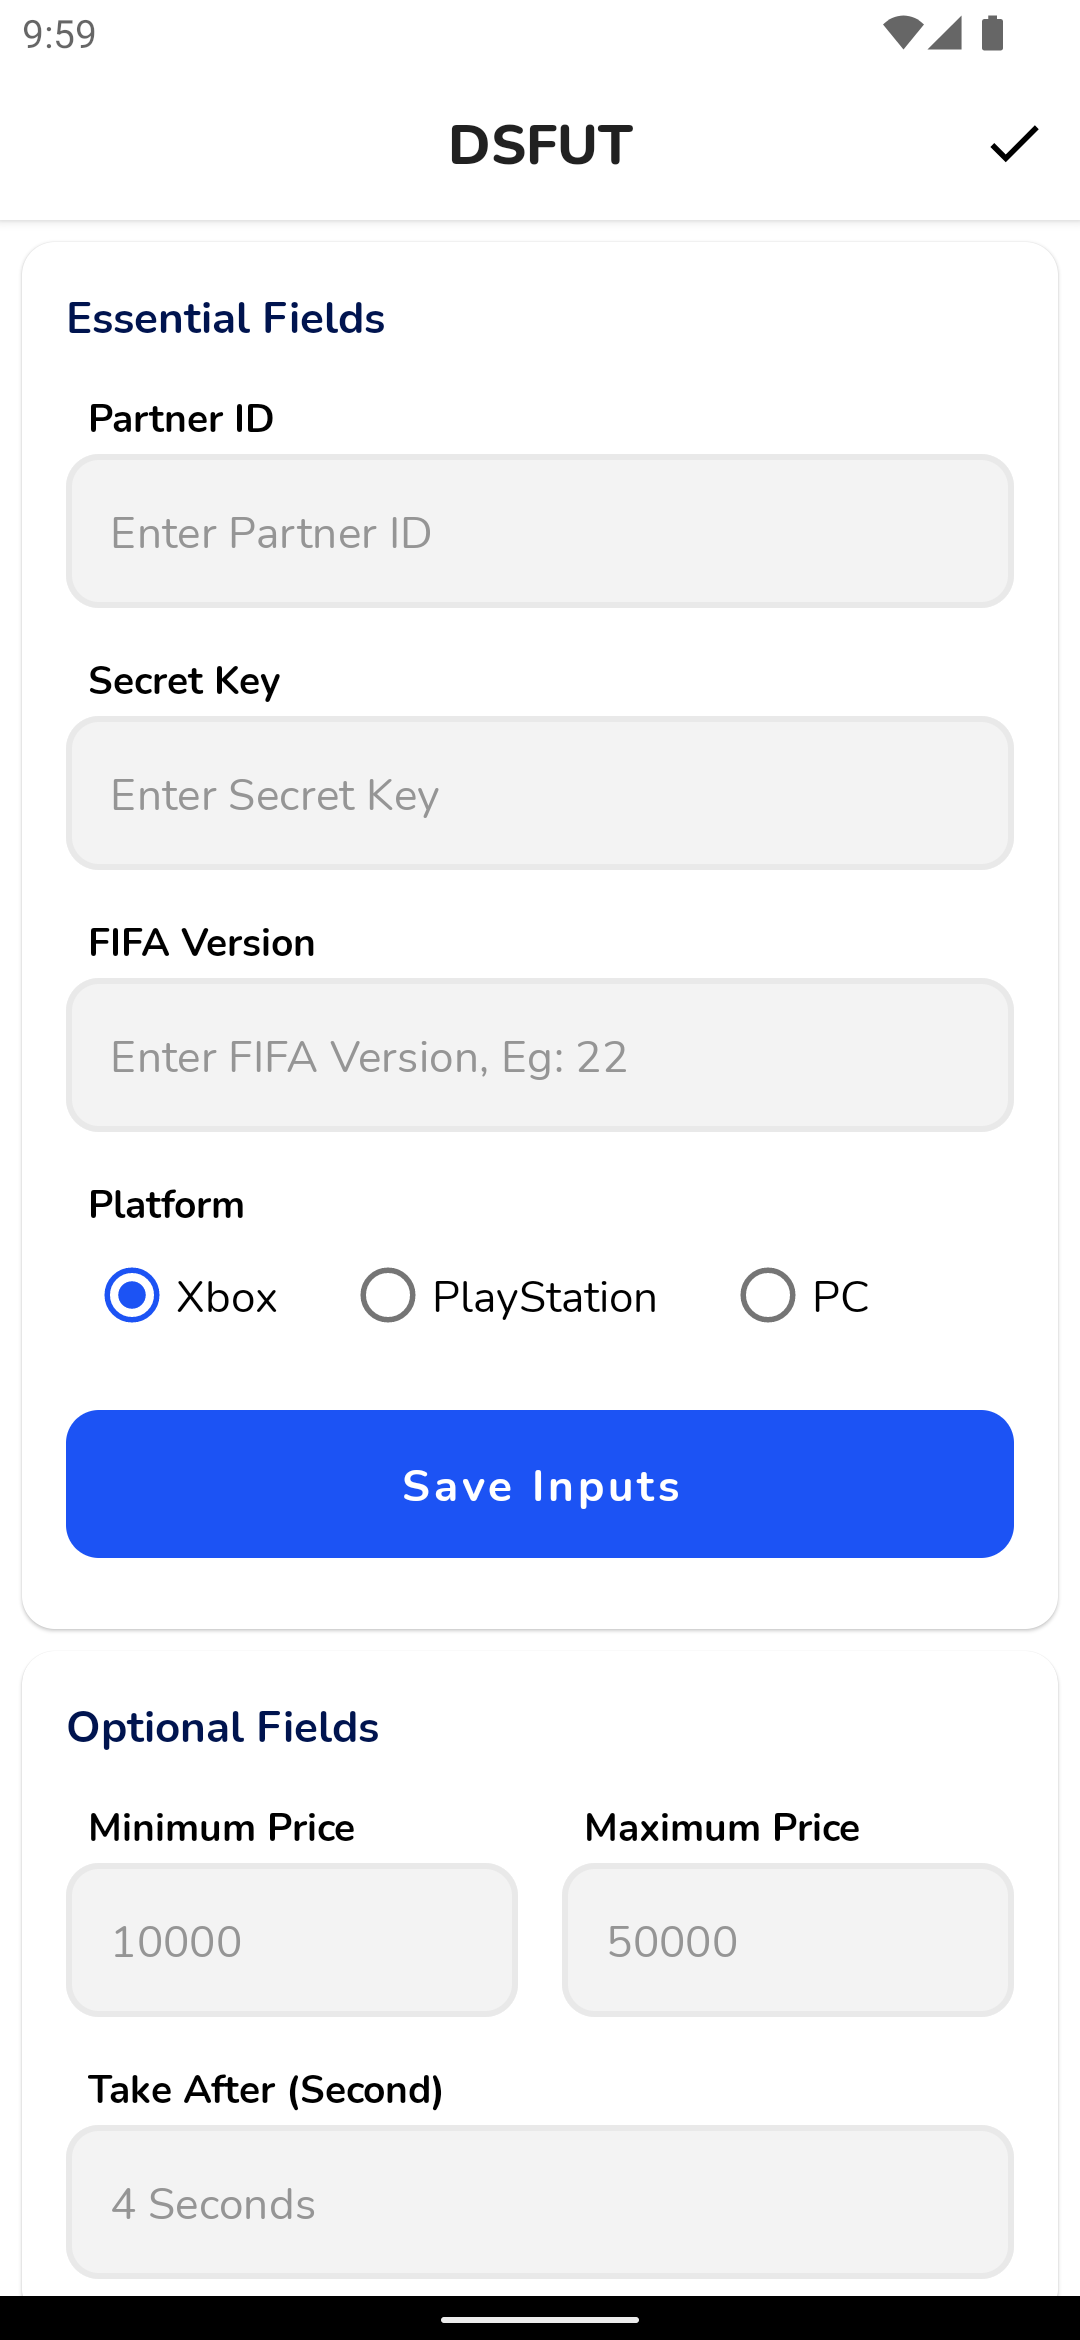 9:59
DSFUT
Essential Fields
Partner ID
Enter Partner ID
Secret Key
Enter Secret Key
FIFA Version
Enter FIFA Version, Eg: 22
Platform
Xbox PlayStation PC
Save Inputs
Optional Fields
Minimum Price Maximum Price
10000 50000
Take After (Second)
4 Seconds